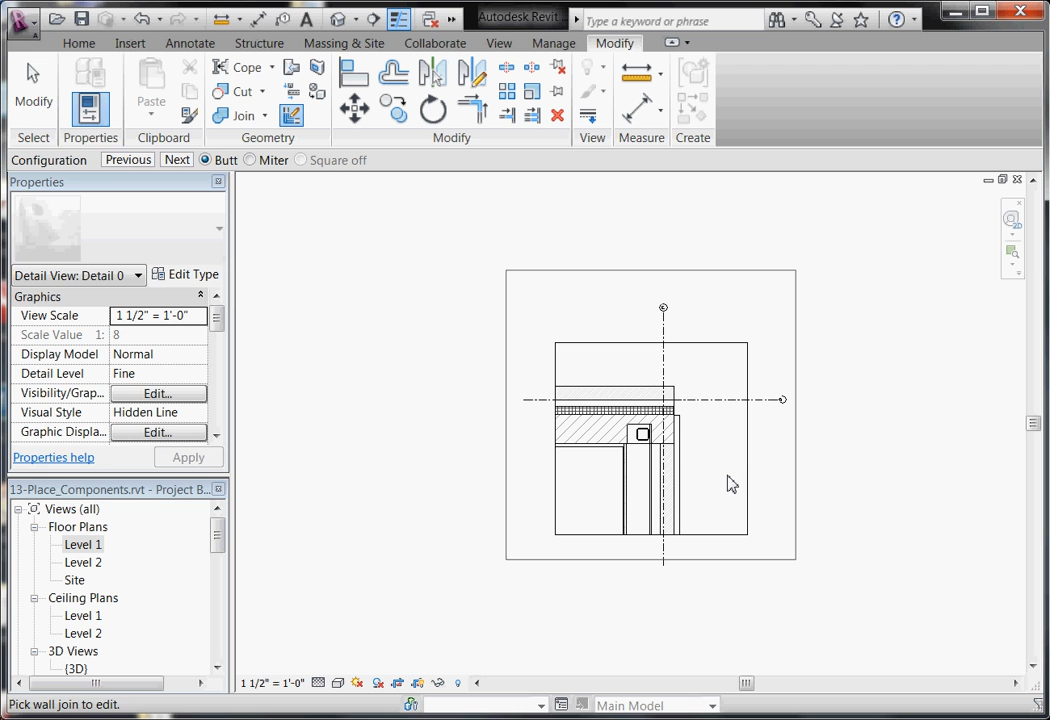 Autodesk Revit ...
Type a keyword or phrase
Home Insert Annotate Structure Massing & Site Collaborate View Manage Modify
Modify
Paste
Cope
Cut
Join
Select Properties Clipboard Geometry Modify View Measure Create
Configuration Previous Next Butt Miter Square off
Properties
Detail View: Detail 0 Edit Type
Graphics
View Scale 1 1/2" = 1'-0"
Scale Value 1: 8
Display Model Normal
Detail Level Fine
Visibility/Grap... Edit...
Visual Style Hidden Line
Graphic Displa... Edit...
Properties help Apply
13-Place_Components.rvt - Project B...
Views (all)
Floor Plans
Level 1
Level 2
Site
Ceiling Plans
Level 1
Level 2
3D Views
{3D}
1 1/2" = 1'-0"
Pick wall join to edit.
Main Model